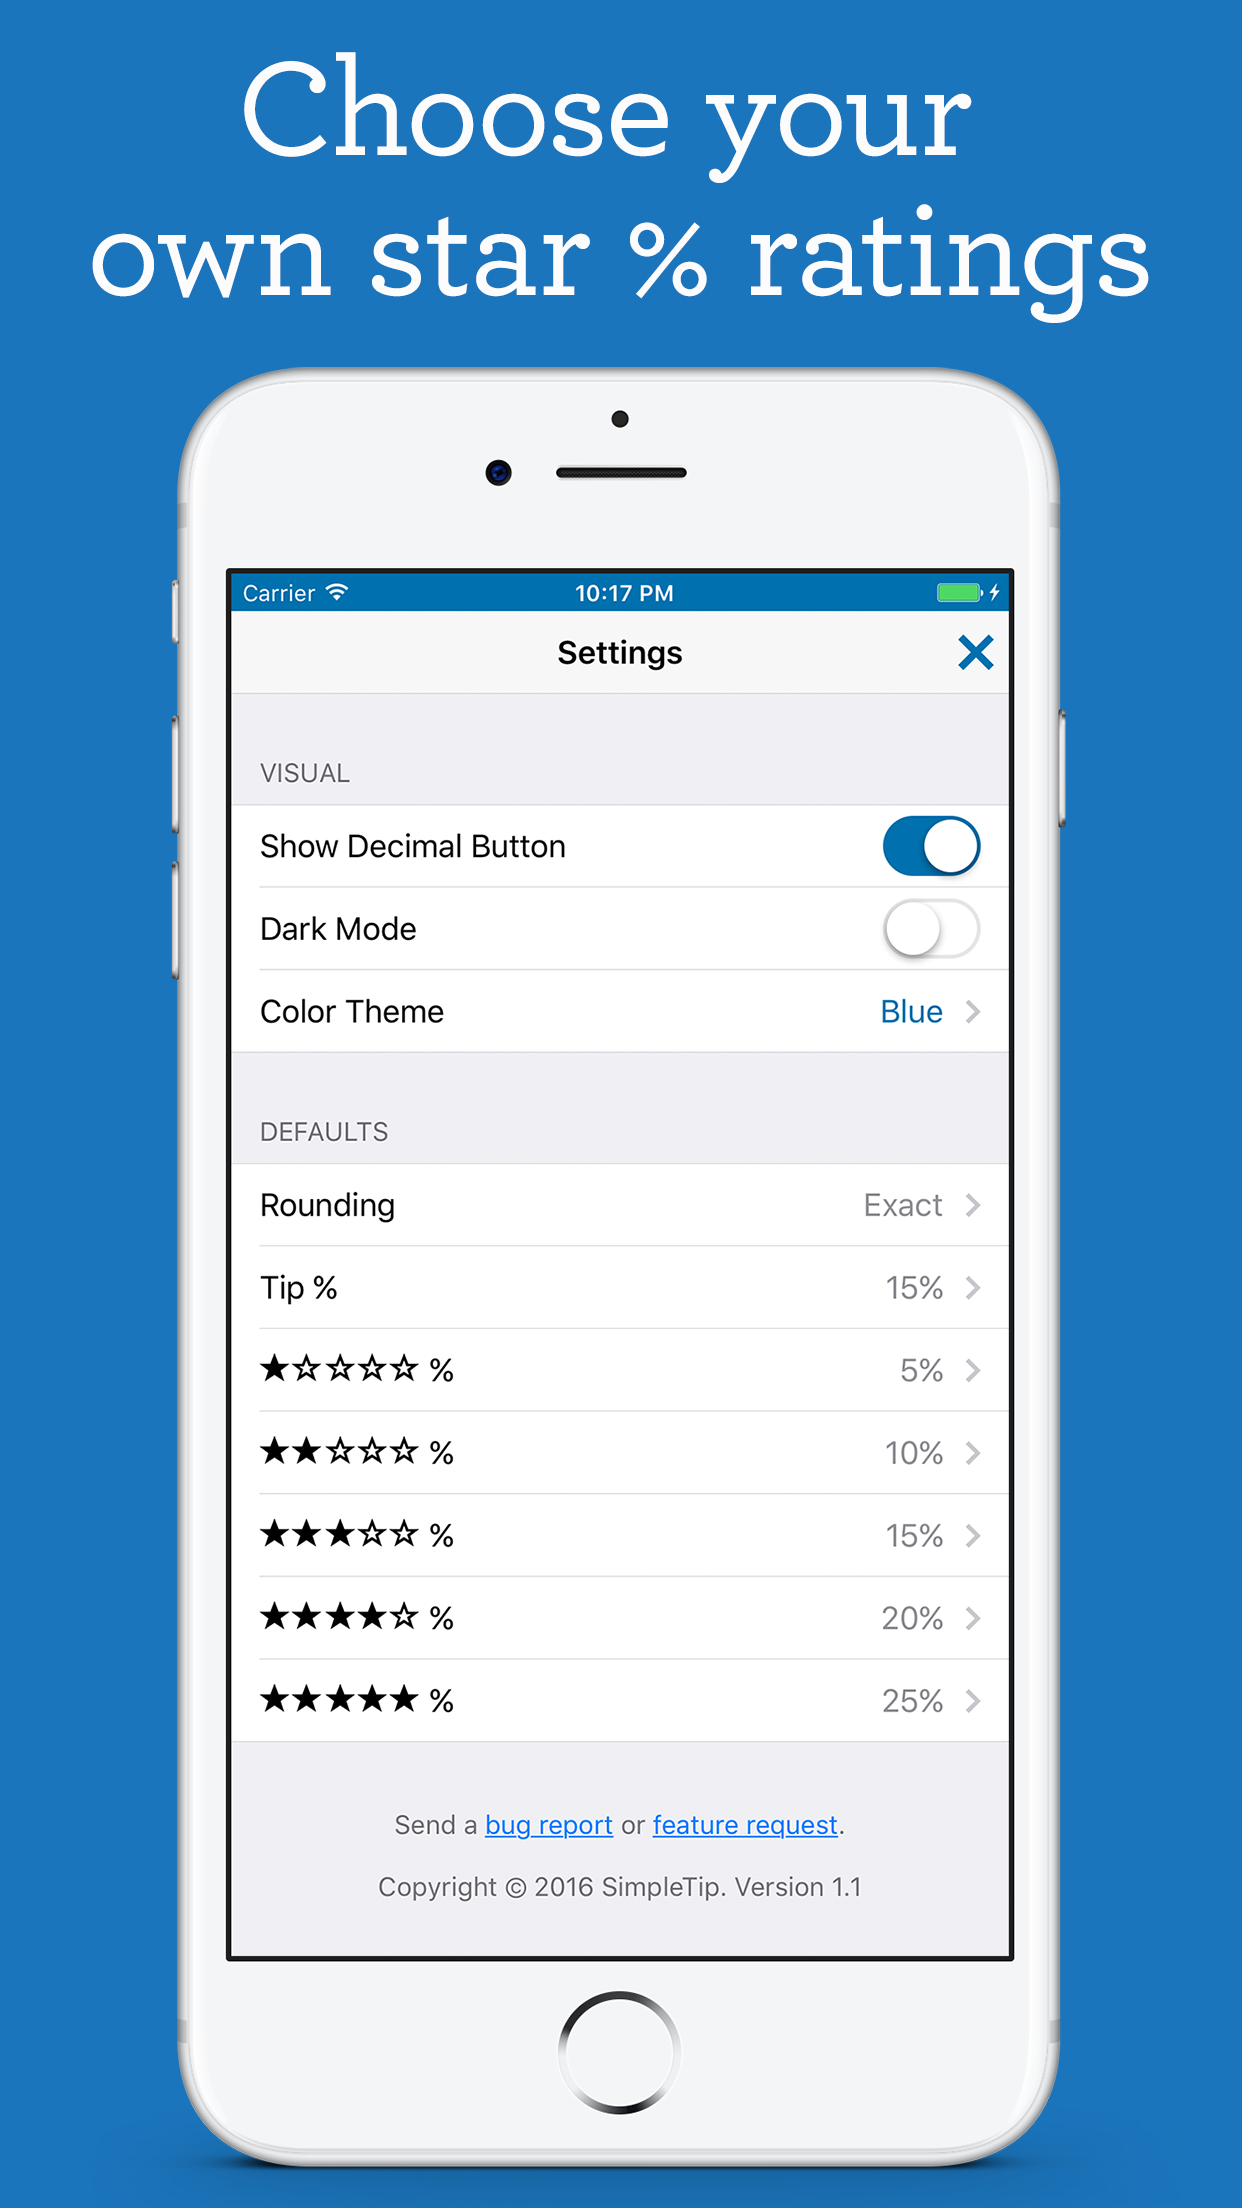 Choose your
own star % ratings
Carrier 10:17 PM
Settings
VISUAL
Show Decimal Button
Dark Mode
Color Theme Blue
DEFAULTS
Rounding Exact
Tip % 15%
★☆☆☆☆ % 5%
★★☆☆☆ % 10%
★★★☆☆ % 15%
★★★★☆ % 20%
★★★★★ % 25%
Send a bug report or feature request.
Copyright © 2016 SimpleTip. Version 1.1